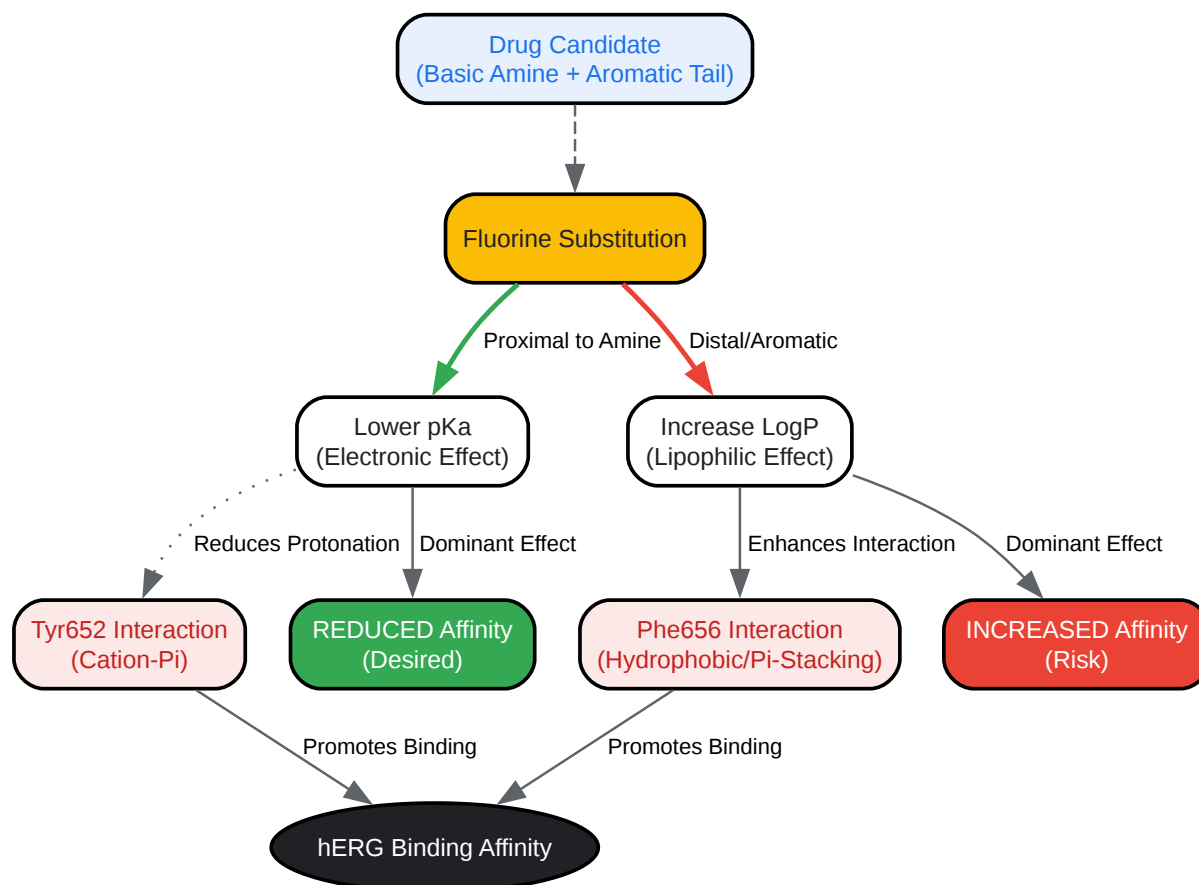 Drug Candidate
(Basic Amine + Aromatic Tail)
Fluorine Substitution
Proximal to Amine
Distal/Aromatic
Lower pKa
(Electronic Effect)
Increase LogP
(Lipophilic Effect)
Reduces Protonation
Dominant Effect
Enhances Interaction
Dominant Effect
Tyr652 Interaction
(Cation-Pi)
REDUCED Affinity
(Desired)
Phe656 Interaction
(Hydrophobic/Pi-Stacking)
INCREASED Affinity
(Risk)
Promotes Binding
Promotes Binding
hERG Binding Affinity